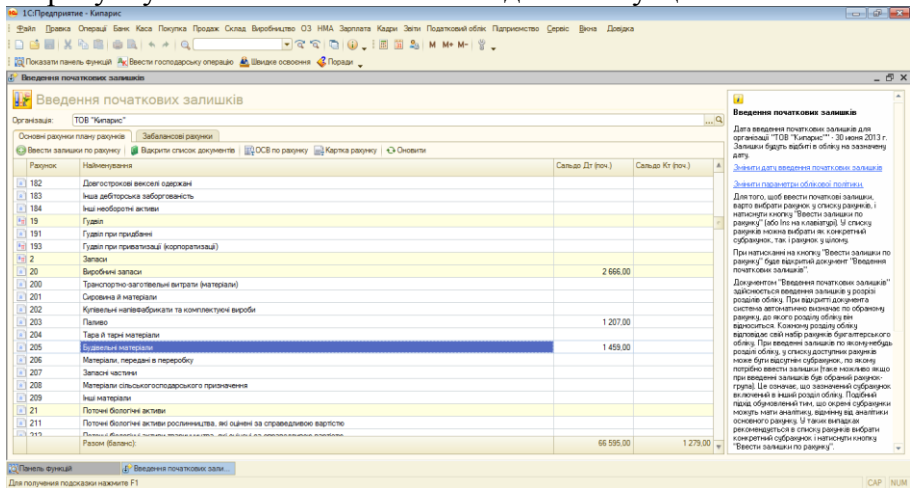 1С:Предприятие - Кипарис
Файл Правка Операції Банк Каса Покупка Продаж Склад Виробництво ОЗ НМА Зарплата Кадри Звіти Податковий облік Підприємство Сервіс Вікна Довідка
M M+ M-
Показати панель функцій Ввести господарську операцію Швидке освоєння Поради
Введення початкових залишків
Введення початкових залишків
Організація: ТОВ "Кипарис"
Основні рахунки плану рахунків Забалансові рахунки
Ввести залишки по рахунку Відкрити список документів ОСВ по рахунку Картка рахунку Оновити
Рахунок Найменування Сальдо Дт (поч.) Сальдо Кт (поч.)
182 Довгострокові векселі одержані
183 Інша дебіторська заборгованість
184 Інші необоротні активи
19 Гудвіл
191 Гудвіл при придбанні
193 Гудвіл при приватизації (корпоратизації)
2 Запаси
20 Виробничі запаси 2 666,00
200 Транспортно-заготівельні витрати (матеріали)
201 Сировина й матеріали
202 Купівельні напівфабрикати та комплектуючі вироби
203 Паливо 1 207,00
204 Тара й тарні матеріали
205 Будівельні матеріали 1 459,00
206 Матеріали, передані в переробку
207 Запасні частини
208 Матеріали сільськогосподарського призначення
209 Інші матеріали
21 Поточні біологічні активи
211 Поточні біологічні активи рослинництва, які оцінені за справедливою вартістю
Разом (баланс): 66 595,00 1 279,00
Введення початкових залишків
Дата введення початкових залишків для
організації "ТОВ "Кипарис"" - 30 июня 2013 г.
Залишки будуть відбиті в обліку на зазначену
дату.
Змінити дату введення початкових залишків
Змінити параметри облікової політики.
Для того, щоб ввести початкові залишки,
варто вибрати рахунок у списку рахунків, і
натиснути кнопку "Ввести залишки по
рахунку" (або Ins на клавіатурі). У списку
рахунків можна вибрати як конкретний
субрахунок, так і рахунок у цілому.
При натисканні на кнопку "Ввести залишки по
рахунку" буде відкритий документ "Введення
початкових залишків".
Документом "Введення початкових залишків"
здійснюється введення залишків у розрізі
розділів обліку. При відкритті документа
система автоматично визначає по обраному
рахунку, до якого розділу обліку він
відноситься. Кожному розділу обліку
відповідає свій набір рахунків бухгалтерського
обліку. При введенні залишків по якому-небудь
розділі обліку, у списку доступних рахунків
може бути відсутнім субрахунок, по якому
потрібно ввести залишки (таке можливо якщо
при введенні залишків був обраний рахунок-
група). Це означає, що зазначений субрахунок
включений в інший розділ обліку. Подібний
підхід обумовлений тим, що окремі субрахунки
можуть мати аналітику, відмінну від аналітики
основного рахунку. У таких випадках
рекомендується в списку рахунків вибрати
конкретний субрахунок і натиснути кнопку
"Ввести залишки по рахунку".
Панель функцій Введення початкових зали...
Для получения подсказки нажмите F1 CAP NUM